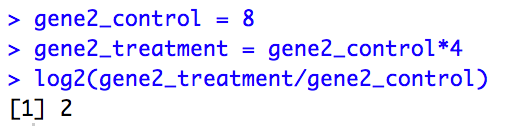 > gene2_control = 8
> gene2_treatment = gene2_control*4
> log2(gene2_treatment/gene2_control)
[1] 2